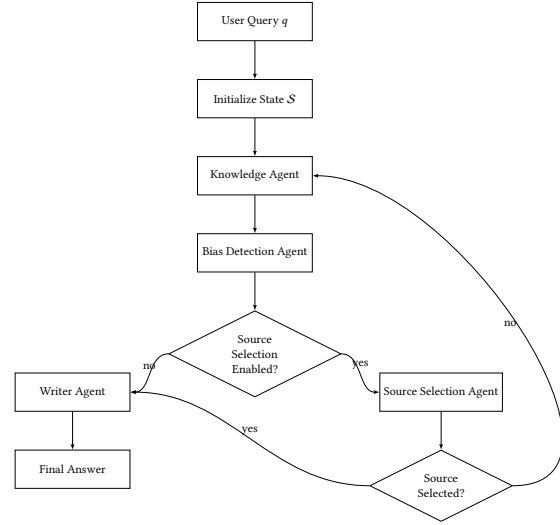 User Query q
Initialize State 𝒮
Knowledge Agent
Bias Detection Agent
Source
Selection
Enabled?
no
yes
Writer Agent
Source Selection Agent
no
yes
Final Answer
Source
Selected?